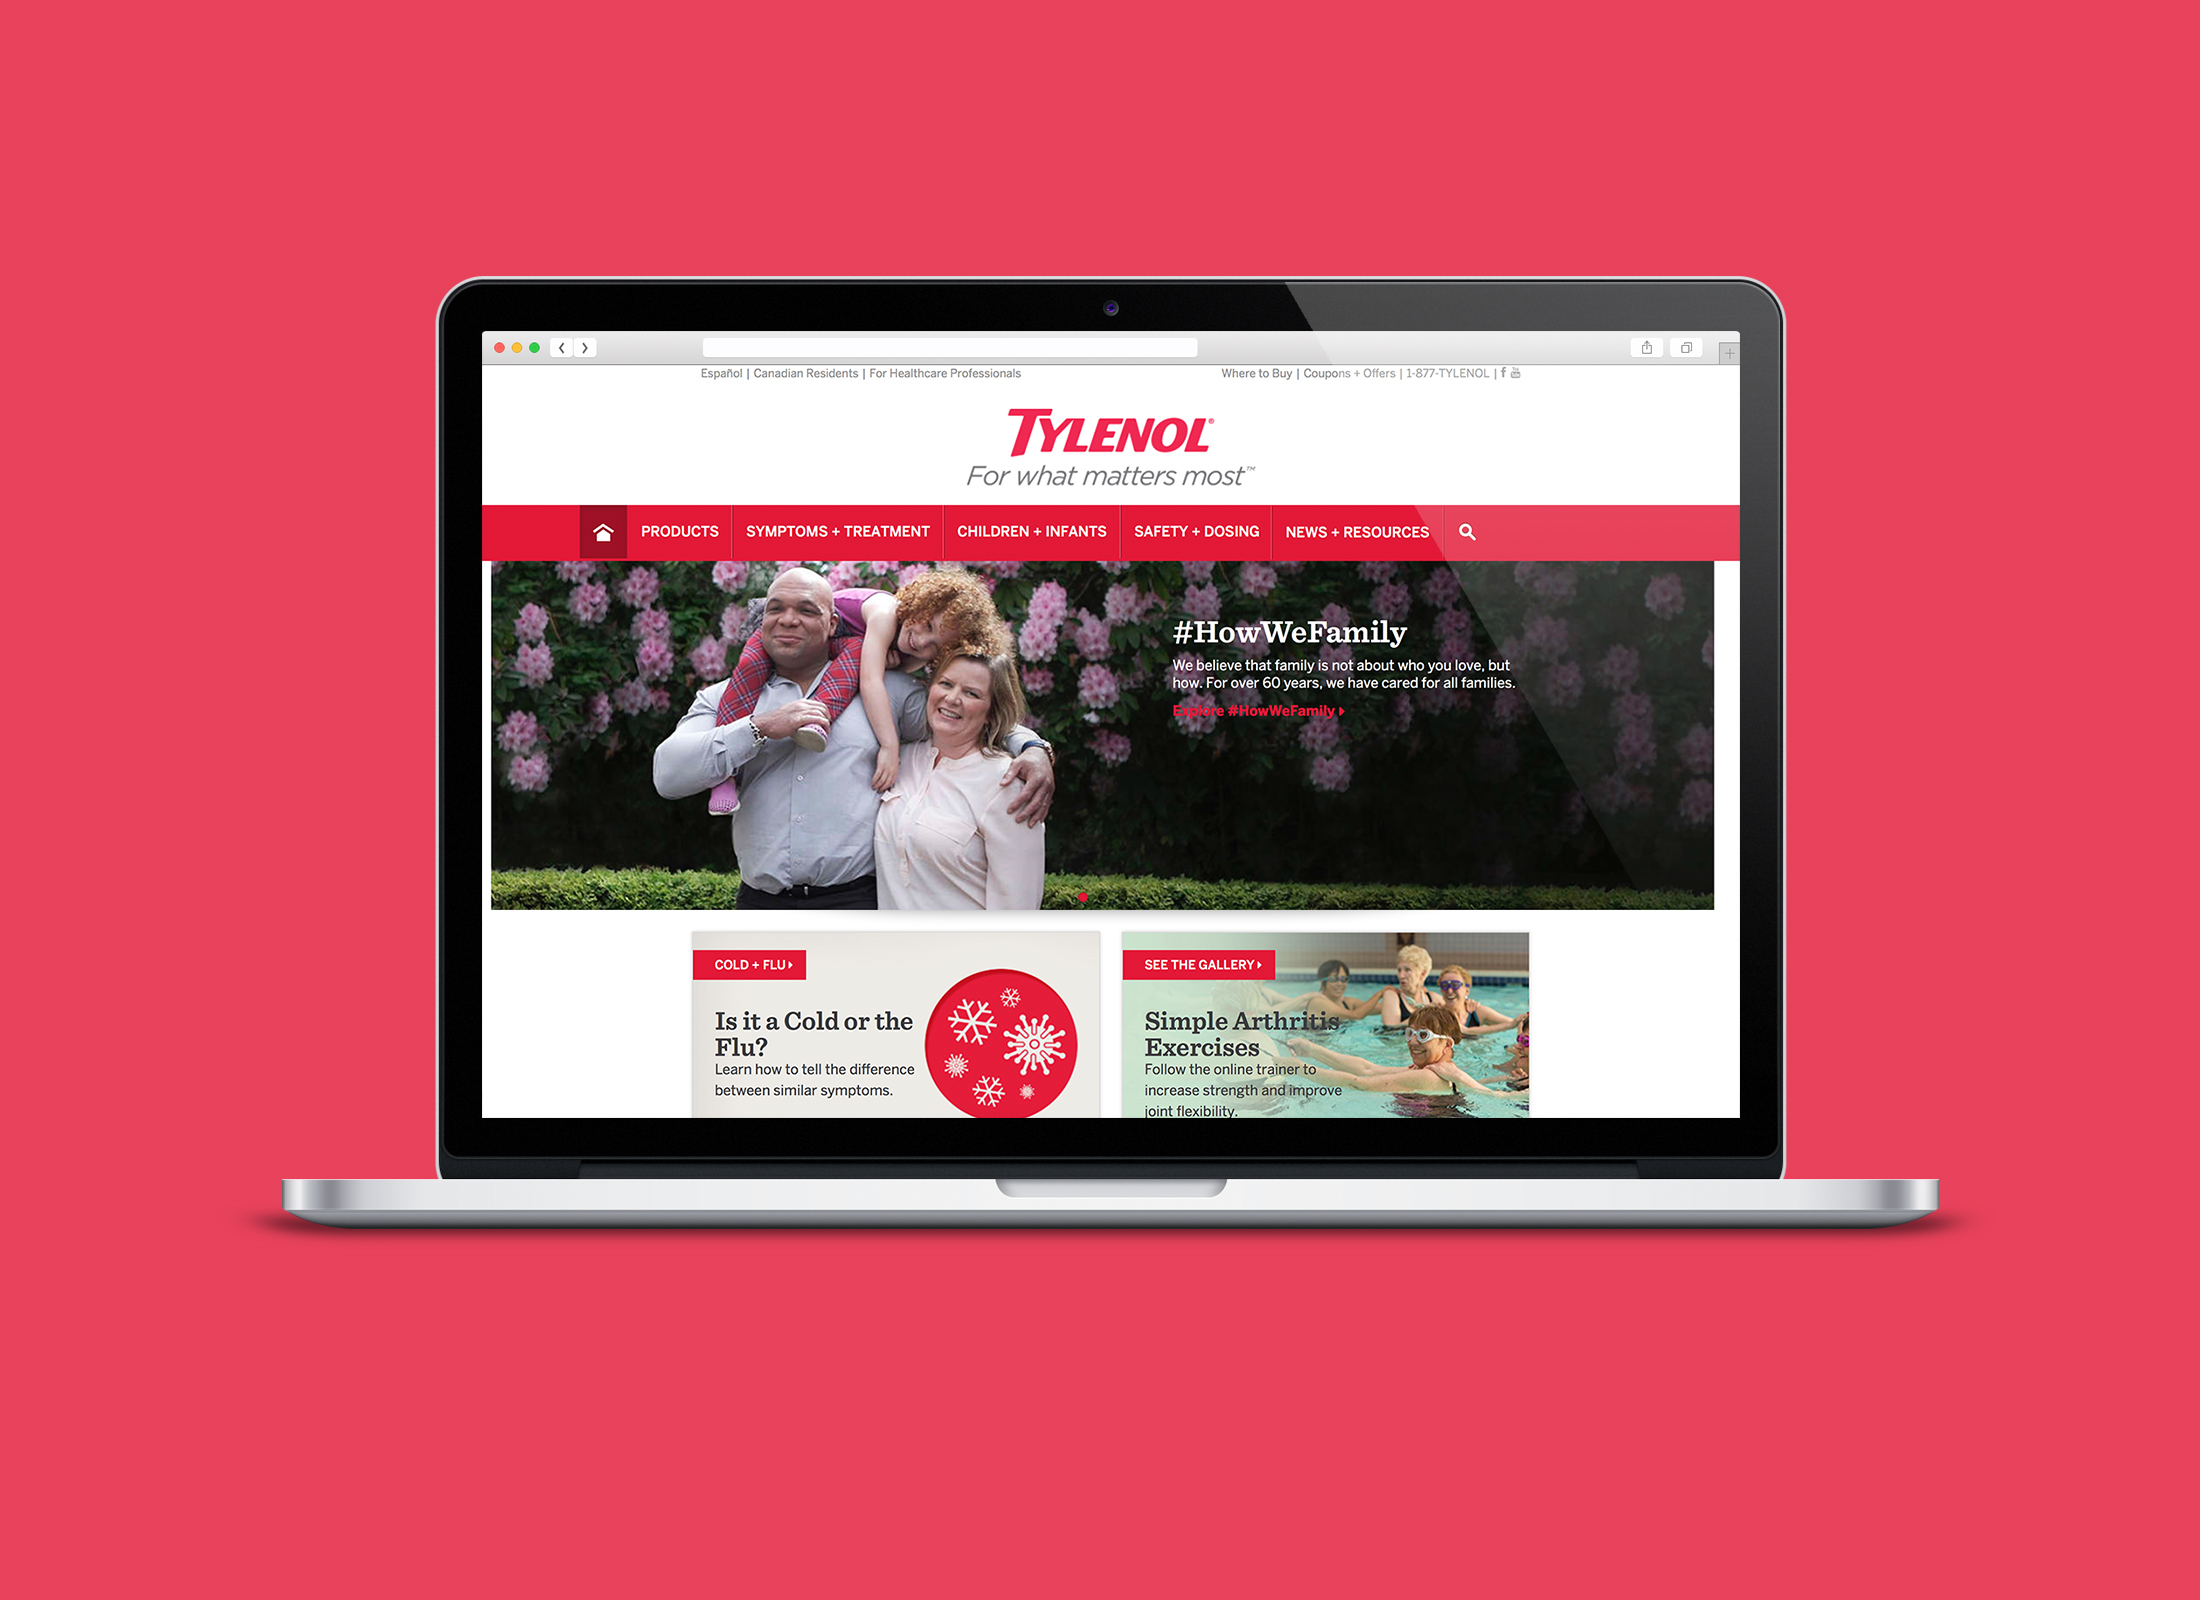 Español | Canadian Residents | For Healthcare Professionals
Where to Buy | Coupons + Offers | 1-877-TYLENOL | f You Tube
TYLENOL®
For what matters most™
PRODUCTS
SYMPTOMS + TREATMENT
CHILDREN + INFANTS
SAFETY + DOSING
NEWS + RESOURCES
#HowWeFamily
We believe that family is not about who you love, but
how. For over 60 years, we have cared for all families.
Explore #HowWeFamily
COLD + FLU
Is it a Cold or the
Flu?
Learn how to tell the difference
between similar symptoms.
SEE THE GALLERY
Simple Arthritis
Exercises
Follow the online trainer to
increase strength and improve
joint flexibility.